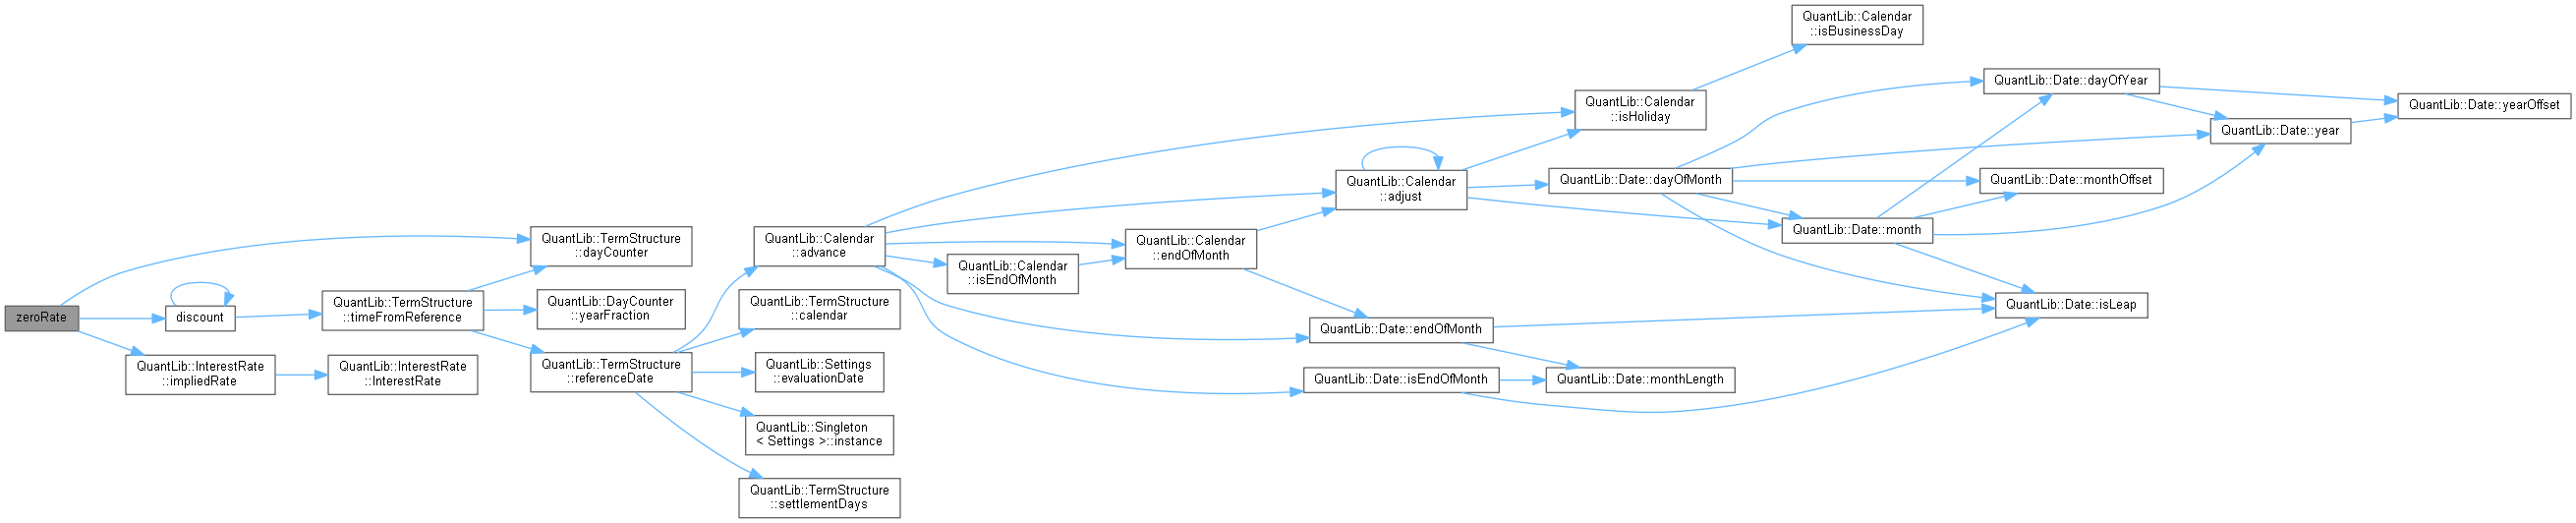 zeroRate
discount
QuantLib::InterestRate
::impliedRate
QuantLib::TermStructure
::timeFromReference
QuantLib::InterestRate
::InterestRate
QuantLib::TermStructure
::dayCounter
QuantLib::DayCounter
::yearFraction
QuantLib::TermStructure
::referenceDate
QuantLib::Calendar
::advance
QuantLib::TermStructure
::calendar
QuantLib::Settings
::evaluationDate
QuantLib::Singleton
< Settings >::instance
QuantLib::TermStructure
::settlementDays
QuantLib::Calendar
::isEndOfMonth
QuantLib::Calendar
::endOfMonth
QuantLib::Calendar
::adjust
QuantLib::Date::endOfMonth
QuantLib::Date::isEndOfMonth
QuantLib::Calendar
::isHoliday
QuantLib::Date::dayOfMonth
QuantLib::Date::monthLength
QuantLib::Calendar
::isBusinessDay
QuantLib::Date::month
QuantLib::Date::dayOfYear
QuantLib::Date::monthOffset
QuantLib::Date::isLeap
QuantLib::Date::year
QuantLib::Date::yearOffset